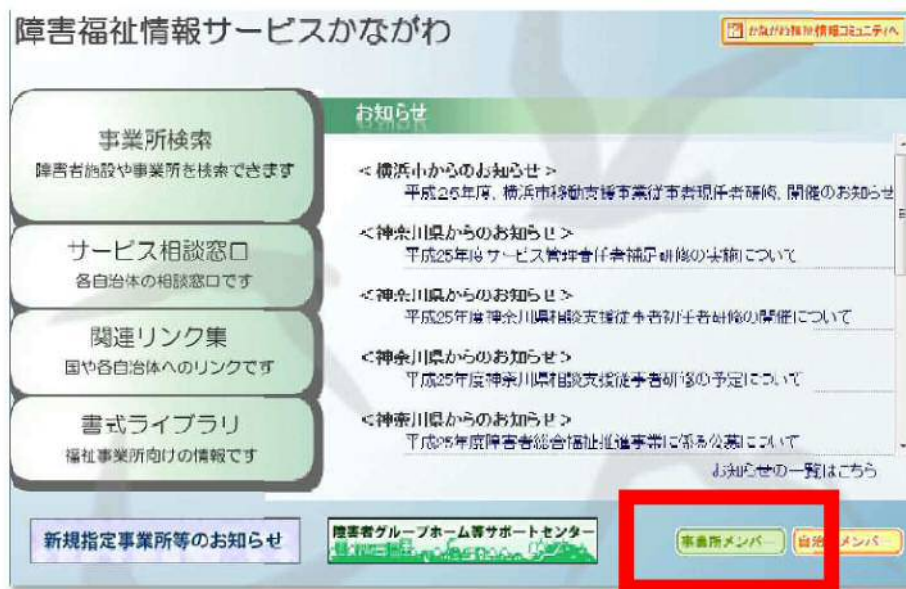 障害福祉情報サービスかながわ
かながわ福祉情報コミュニティへ
事業所検索
障害者施設や事業所を検索できます
サービス相談窓口
各自治体の相談窓口です
関連リンク集
国や各自治体へのリンクです
書式ライブラリ
福祉事業所向けの情報です
お知らせ
＜横浜市からのお知らせ＞
平成25年度、横浜市移動支援事業従事者現任者研修、開催のお知らせ
＜神奈川県からのお知らせ＞
平成25年度サービス管理責任者補足研修の実施について
＜神奈川県からのお知らせ＞
平成25年度神奈川県相談支援従事者初任者研修の開催について
＜神奈川県からのお知らせ＞
平成25年度神奈川県相談支援従事者研修の予定について
＜神奈川県からのお知らせ＞
平成25年度障害者総合福祉推進事業に係る公募について
お知らせの一覧はこちら
新規指定事業所等のお知らせ
障害者グループホーム等サポートセンター
事業所メンバー
自治体メンバー